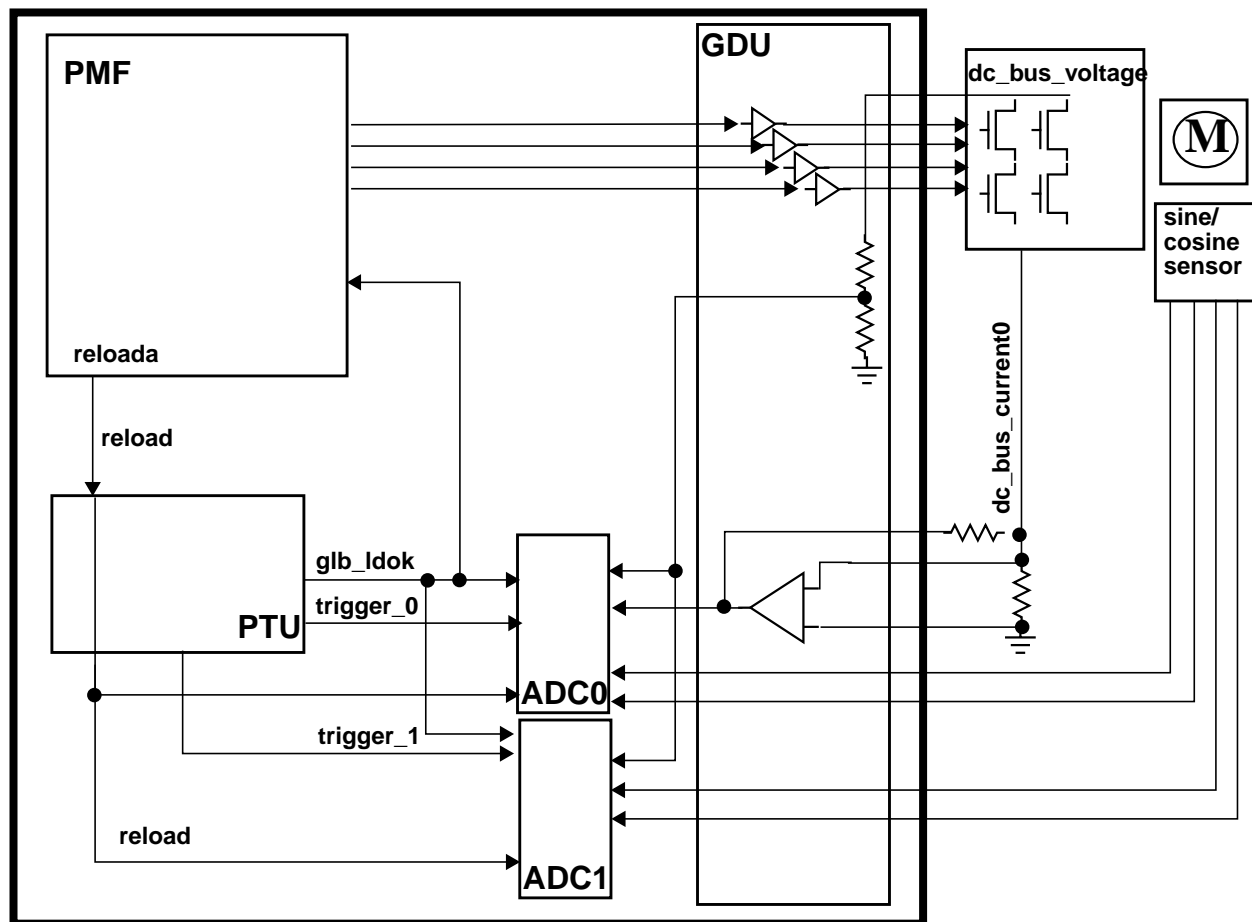 GDU
PMF
dc_bus_voltage
M
sine/
cosine
sensor
reloada
dc_bus_current0
reload
glb_ldok
trigger_0
PTU
ADC0
trigger_1
reload
ADC1